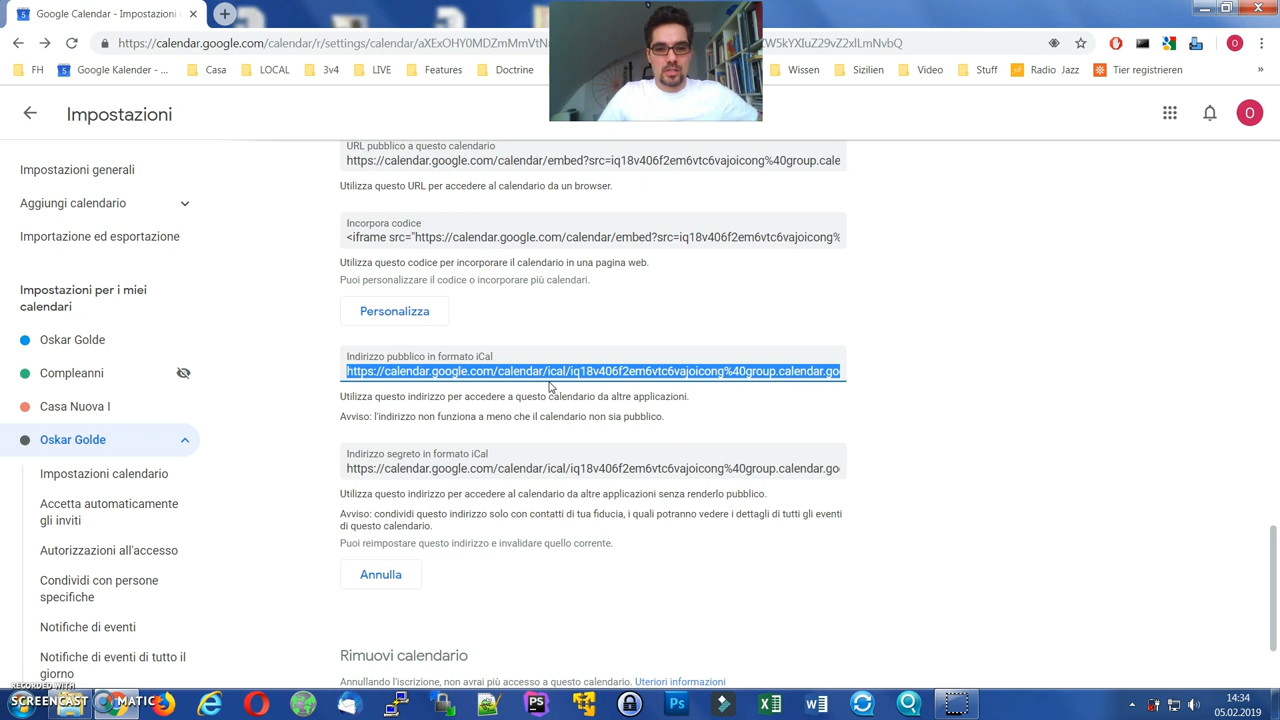 Google Calendar - Impostazioni
https://calendar.google.com/calendar/r/settings/calendar/
FH
Google Kalender - ...
Casa
LOCAL
3v4
LIVE
Features
Doctrine
Wissen
Sizilien
Video
Stuff
Radio Jazz
Tier registrieren
»
Impostazioni
O
O
Impostazioni generali
Aggiungi calendario
Importazione ed esportazione
Impostazioni per i miei
calendari
Oskar Golde
Compleanni
Casa Nuova I
Oskar Golde
Impostazioni calendario
Accetta automaticamente
gli inviti
Autorizzazioni all'accesso
Condividi con persone
specifiche
Notifiche di eventi
Notifiche di eventi di tutto il
giorno
URL pubblico a questo calendario
https://calendar.google.com/calendar/embed?src=iq18v406f2em6vtc6vajoicong%40group.cale
Utilizza questo URL per accedere al calendario da un browser.
Incorpora codice
<iframe src="https://calendar.google.com/calendar/embed?src=iq18v406f2em6vtc6vajoicong%
Utilizza questo codice per incorporare il calendario in una pagina web.
Puoi personalizzare il codice o incorporare più calendari.
Personalizza
Indirizzo pubblico in formato iCal
https://calendar.google.com/calendar/ical/iq18v406f2em6vtc6vajoicong%40group.calendar.go
Utilizza questo indirizzo per accedere a questo calendario da altre applicazioni.
Avviso: l'indirizzo non funziona a meno che il calendario non sia pubblico.
Indirizzo segreto in formato iCal
https://calendar.google.com/calendar/ical/iq18v406f2em6vtc6vajoicong%40group.calendar.go
Utilizza questo indirizzo per accedere al calendario da altre applicazioni senza renderlo pubblico.
Avviso: condividi questo indirizzo solo con contatti di tua fiducia, i quali potranno vedere i dettagli di tutti gli eventi
di questo calendario.
Puoi reimpostare questo indirizzo e invalidare quello corrente.
Annulla
Rimuovi calendario
Annullando l'iscrizione, non avrai più accesso a questo calendario. Ulteriori informazioni
RECORDED WITH
SCREENCAST MATIC
14:34
05.02.2019